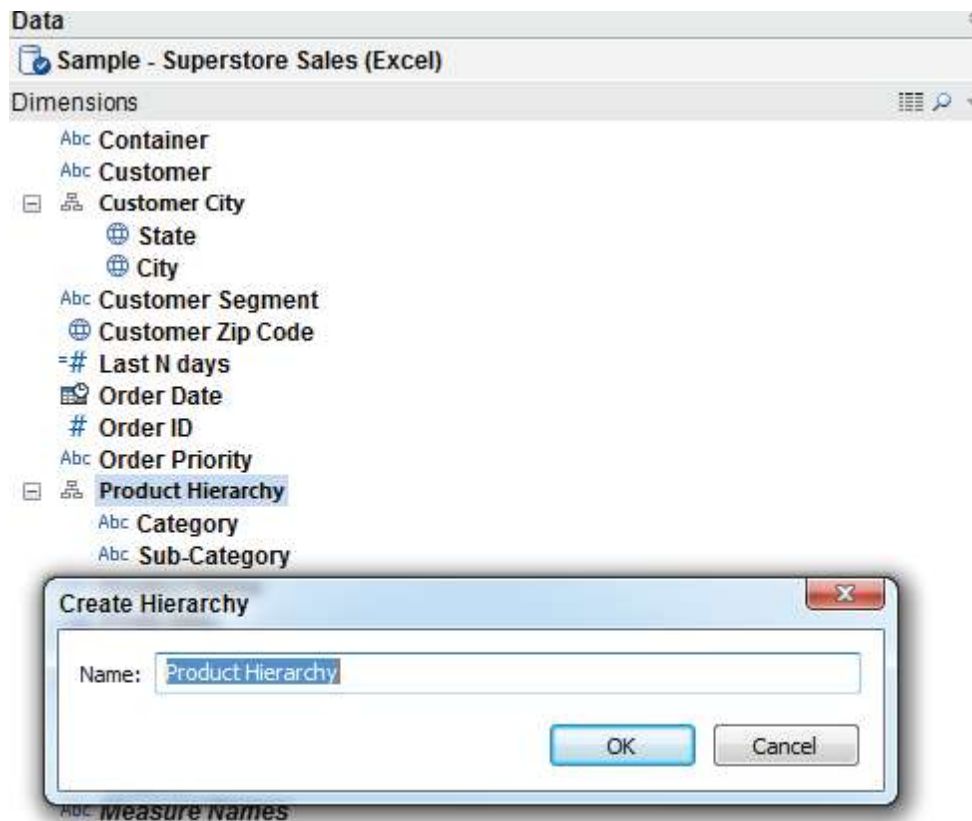 Data
Sample - Superstore Sales (Excel)
Dimensions
Abc Container
Abc Customer
Customer City
State
City
Abc Customer Segment
Customer Zip Code
=# Last N days
Order Date
# Order ID
Abc Order Priority
Product Hierarchy
Abc Category
Abc Sub-Category
Create Hierarchy
Name: Product Hierarchy
OK Cancel
Abc Measure Names